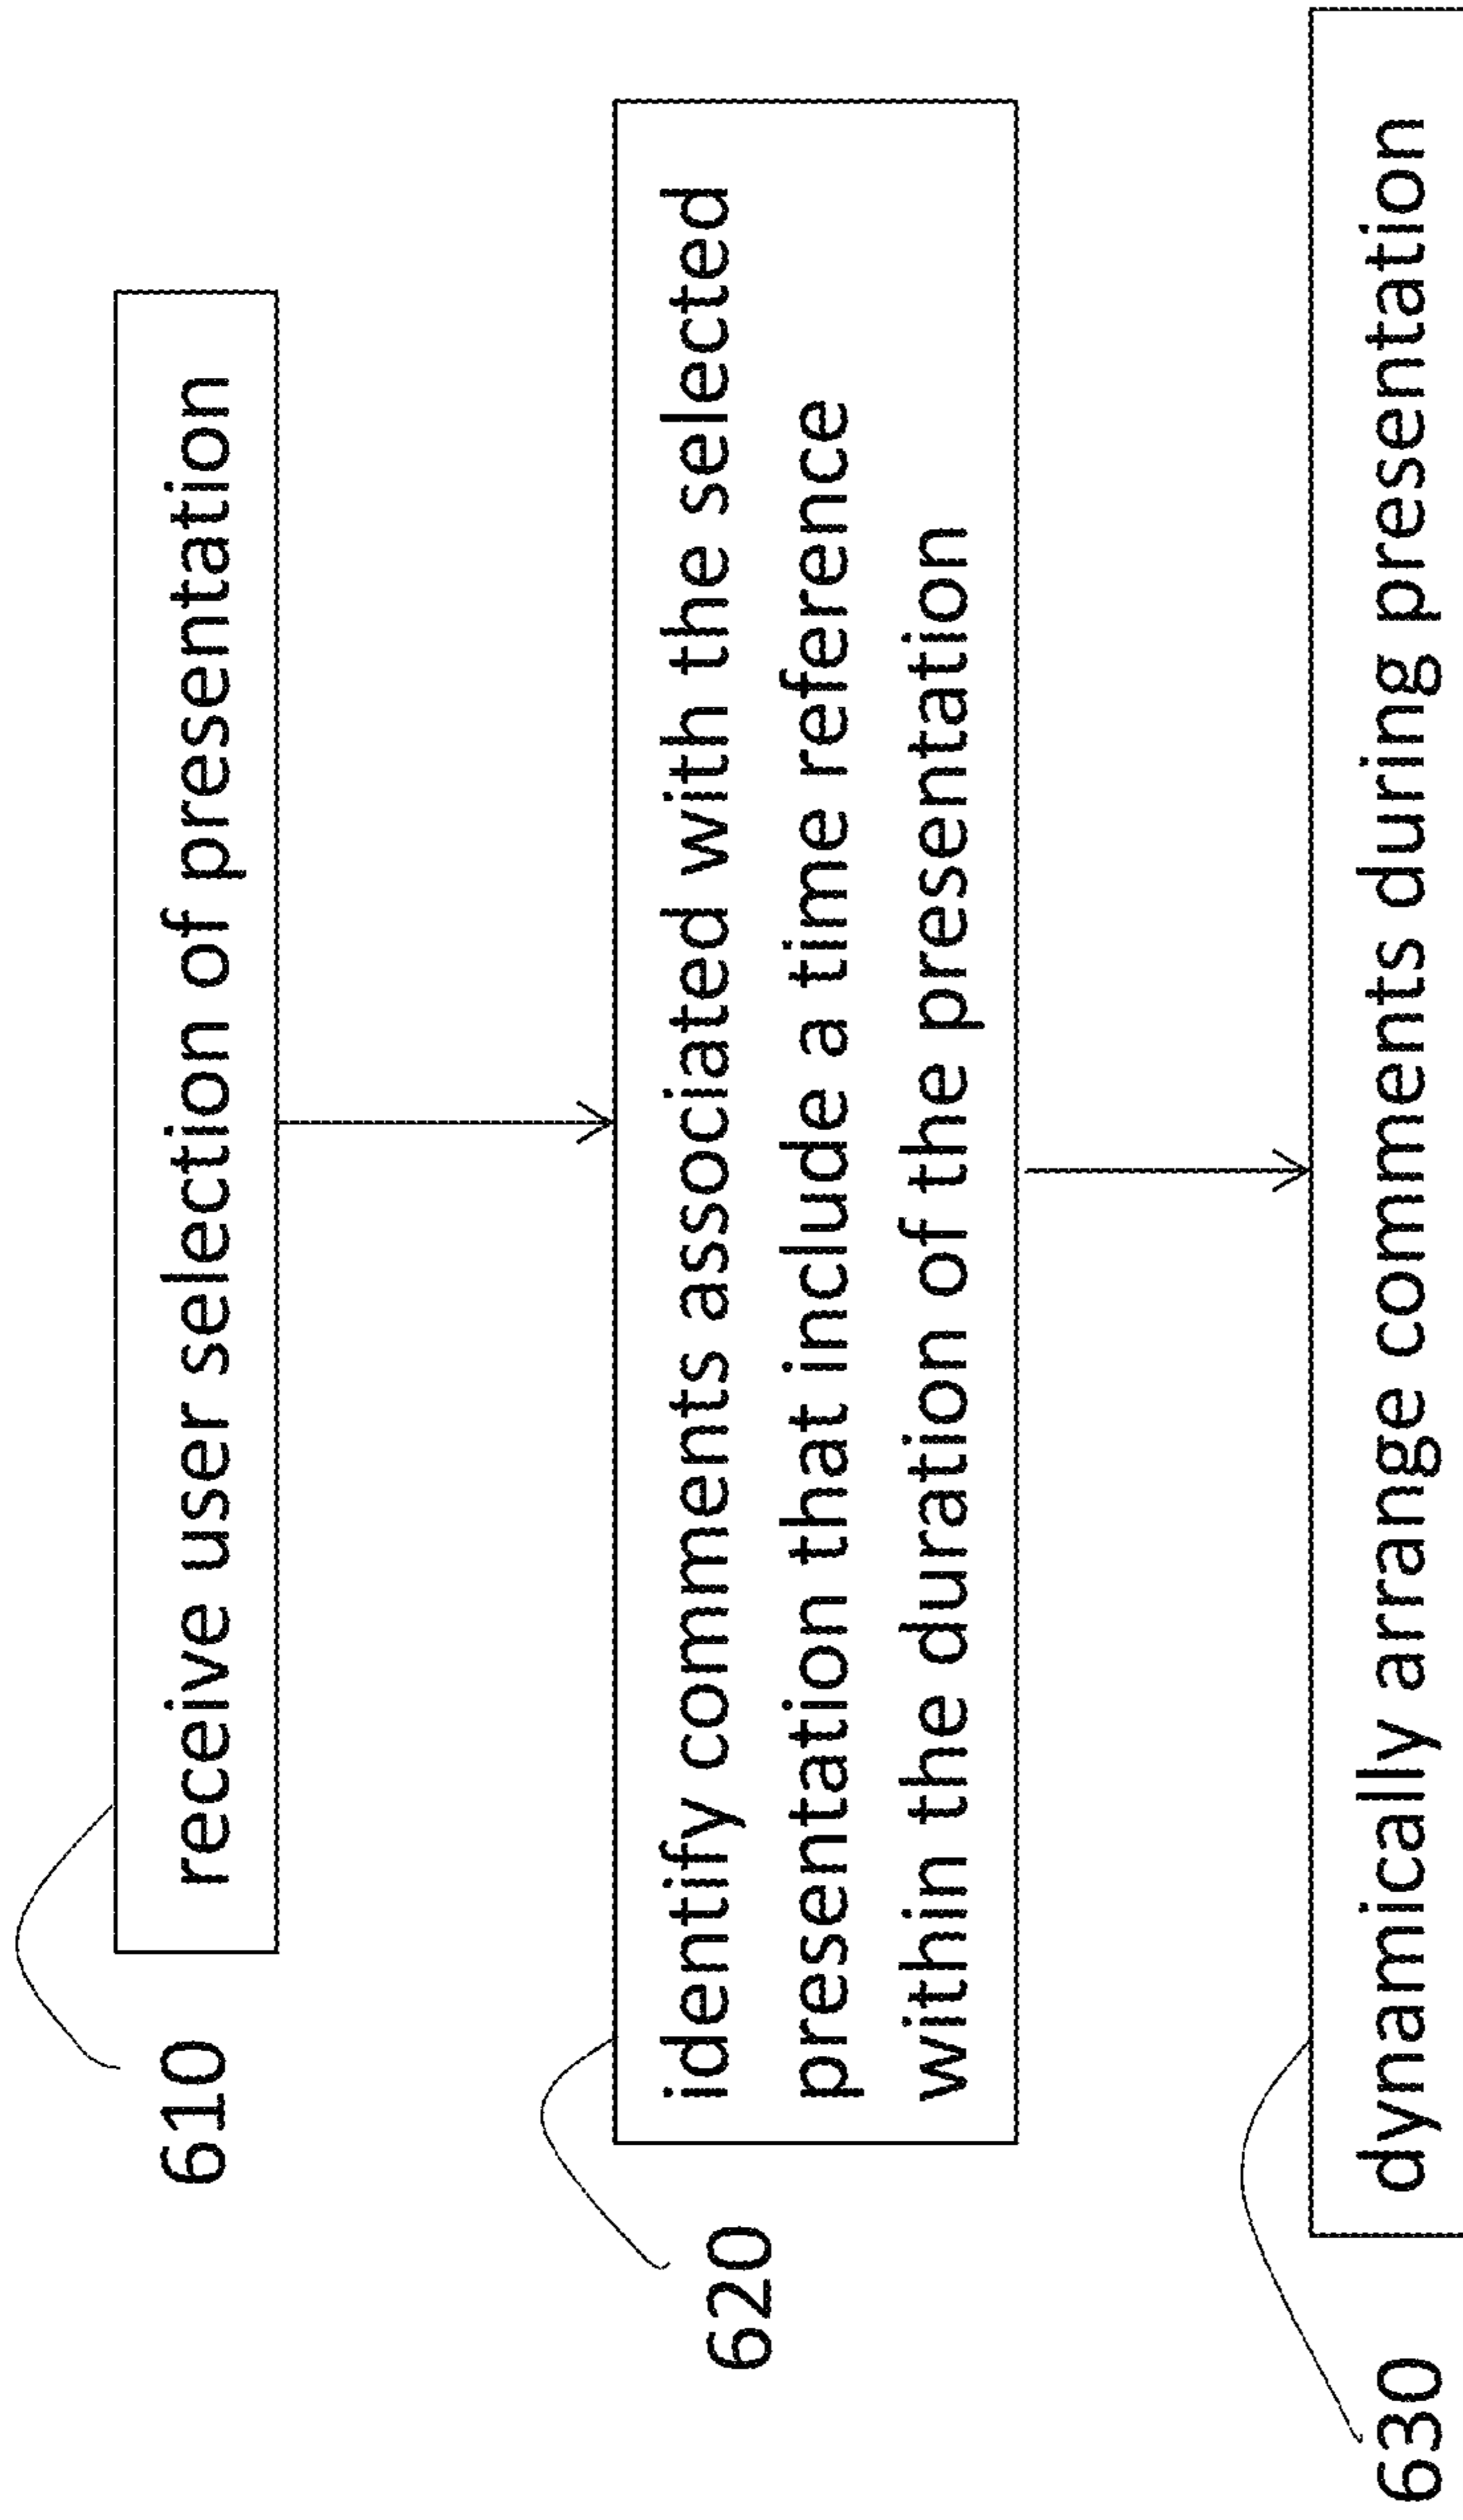 610
receive user selection of presentation
620
identify comments associated with the selected
presentation that include a time reference
within the duration of the presentation
630
dynamically arrange comments during presentation